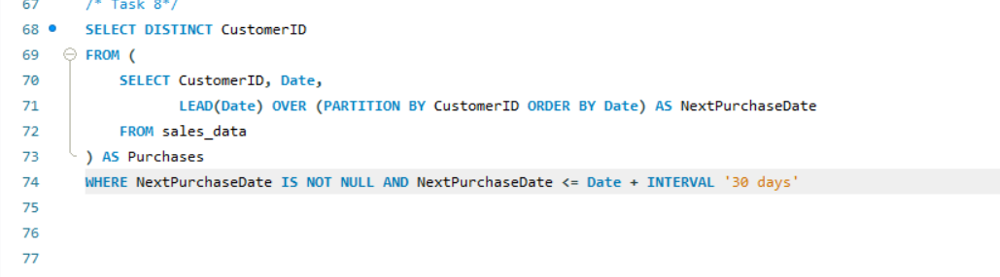 67 /* Task 8*/
68 SELECT DISTINCT CustomerID
69 FROM (
70 SELECT CustomerID, Date,
71 LEAD(Date) OVER (PARTITION BY CustomerID ORDER BY Date) AS NextPurchaseDate
72 FROM sales_data
73 ) AS Purchases
74 WHERE NextPurchaseDate IS NOT NULL AND NextPurchaseDate <= Date + INTERVAL '30 days'
75
76
77